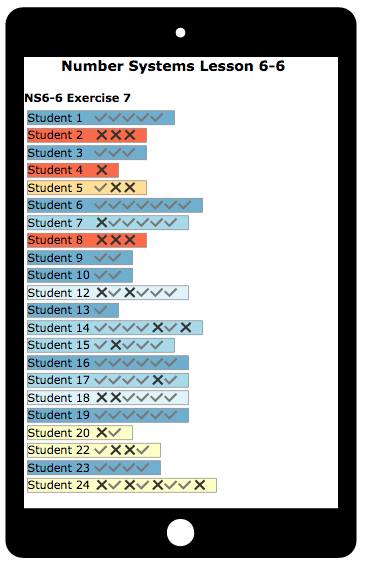 Number Systems Lesson 6-6
NS6-6 Exercise 7
Student 1 ✓✓✓✓✓
Student 2 ✕✕✕
Student 3 ✓✓✓
Student 4 ✕
Student 5 ✓✕✕
Student 6 ✓✓✓✓✓✓✓
Student 7 ✕✓✓✓✓✓
Student 8 ✕✕✕
Student 9 ✓✓
Student 10 ✓✓
Student 12 ✕✓✕✓✓✓
Student 13 ✓
Student 14 ✓✓✓✓✕✓✕
Student 15 ✓✕✓✓✓
Student 16 ✓✓✓✓✓✓
Student 17 ✓✓✓✓✕✓
Student 18 ✕✕✓✓✓✓
Student 19 ✓✓✓✓✓✓
Student 20 ✕✓
Student 22 ✓✕✕✓
Student 23 ✓✓✓✓
Student 24 ✕✓✕✓✕✓✓✕